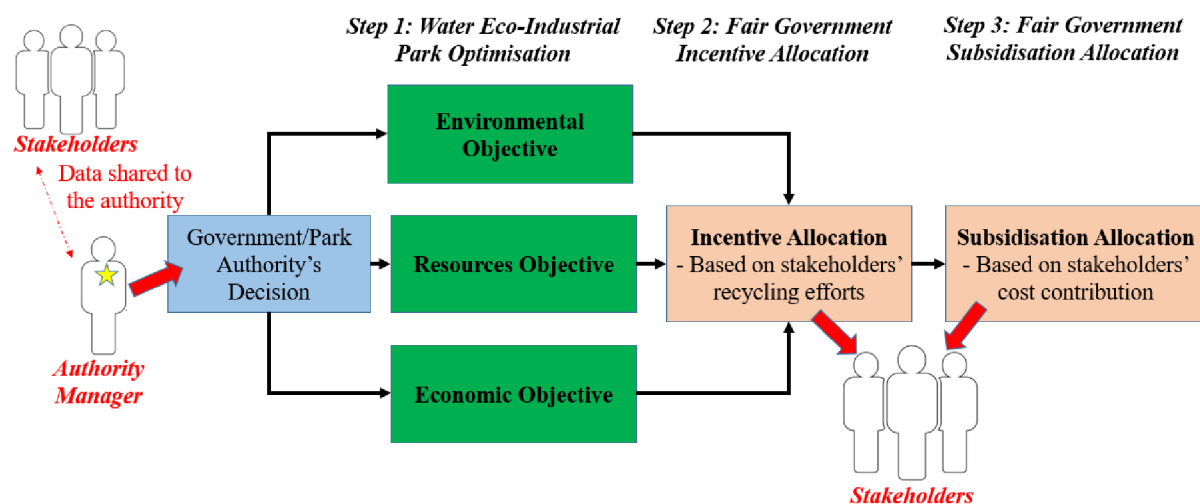 Step 1: Water Eco-Industrial
Park Optimisation
Step 2: Fair Government
Incentive Allocation
Step 3: Fair Government
Subsidisation Allocation
Stakeholders
Data shared to
the authority
Authority
Manager
Government/Park
Authority's
Decision
Environmental
Objective
Resources Objective
Economic Objective
Incentive Allocation
- Based on stakeholders'
recycling efforts
Subsidisation Allocation
- Based on stakeholders'
cost contribution
Stakeholders